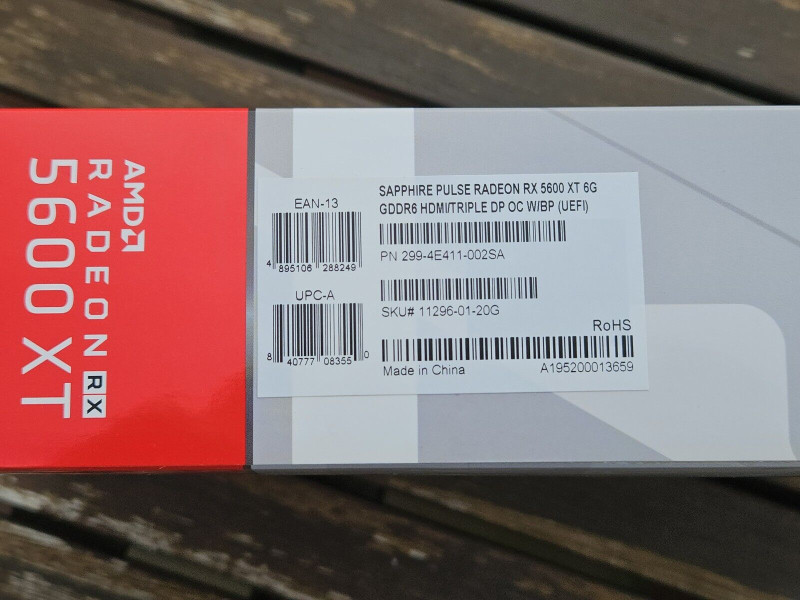 AMD
RADEON RX
5600 XT
EAN-13
4 895106 288249
UPC-A
8 40777 08355 0
SAPPHIRE PULSE RADEON RX 5600 XT 6G
GDDR6 HDMI/TRIPLE DP OC W/BP (UEFI)
PN 299-4E411-002SA
SKU# 11296-01-20G
RoHS
Made in China A195200013659